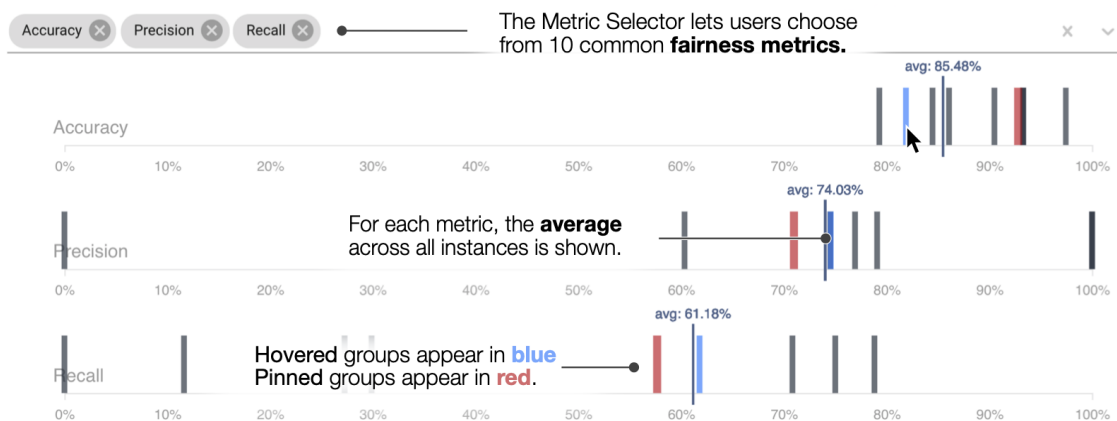 Accuracy Precision Recall
The Metric Selector lets users choose
from 10 common fairness metrics.
avg: 85.48%
Accuracy
0% 10% 20% 30% 40% 50% 60% 70% 80% 90% 100%
avg: 74.03%
For each metric, the average
across all instances is shown.
Precision
0% 10% 20% 30% 40% 50% 60% 70% 80% 90% 100%
avg: 61.18%
Hovered groups appear in blue
Pinned groups appear in red.
Recall
0% 10% 20% 30% 40% 50% 60% 70% 80% 90% 100%